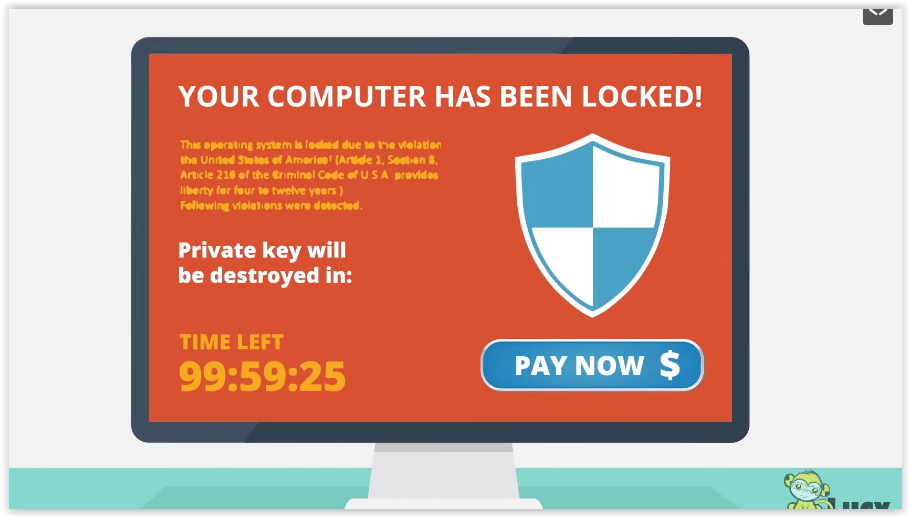 YOUR COMPUTER HAS BEEN LOCKED!
This operating system is locked due to the violation
the United States of America! (Article 1, Section 8,
Article 210 of the Criminal Code of U S A provides
liberty for four to twelve years )
Following violations were detected.
Private key will
be destroyed in:
TIME LEFT
99:59:25
PAY NOW $